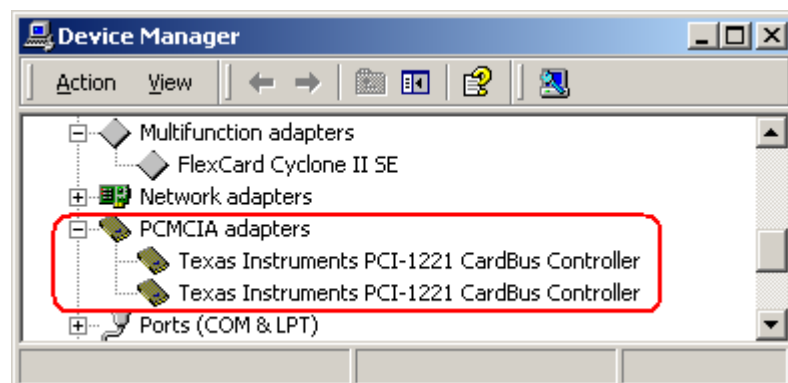 Device Manager
Action View
Multifunction adapters
FlexCard Cyclone II SE
Network adapters
PCMCIA adapters
Texas Instruments PCI-1221 CardBus Controller
Texas Instruments PCI-1221 CardBus Controller
Ports (COM & LPT)